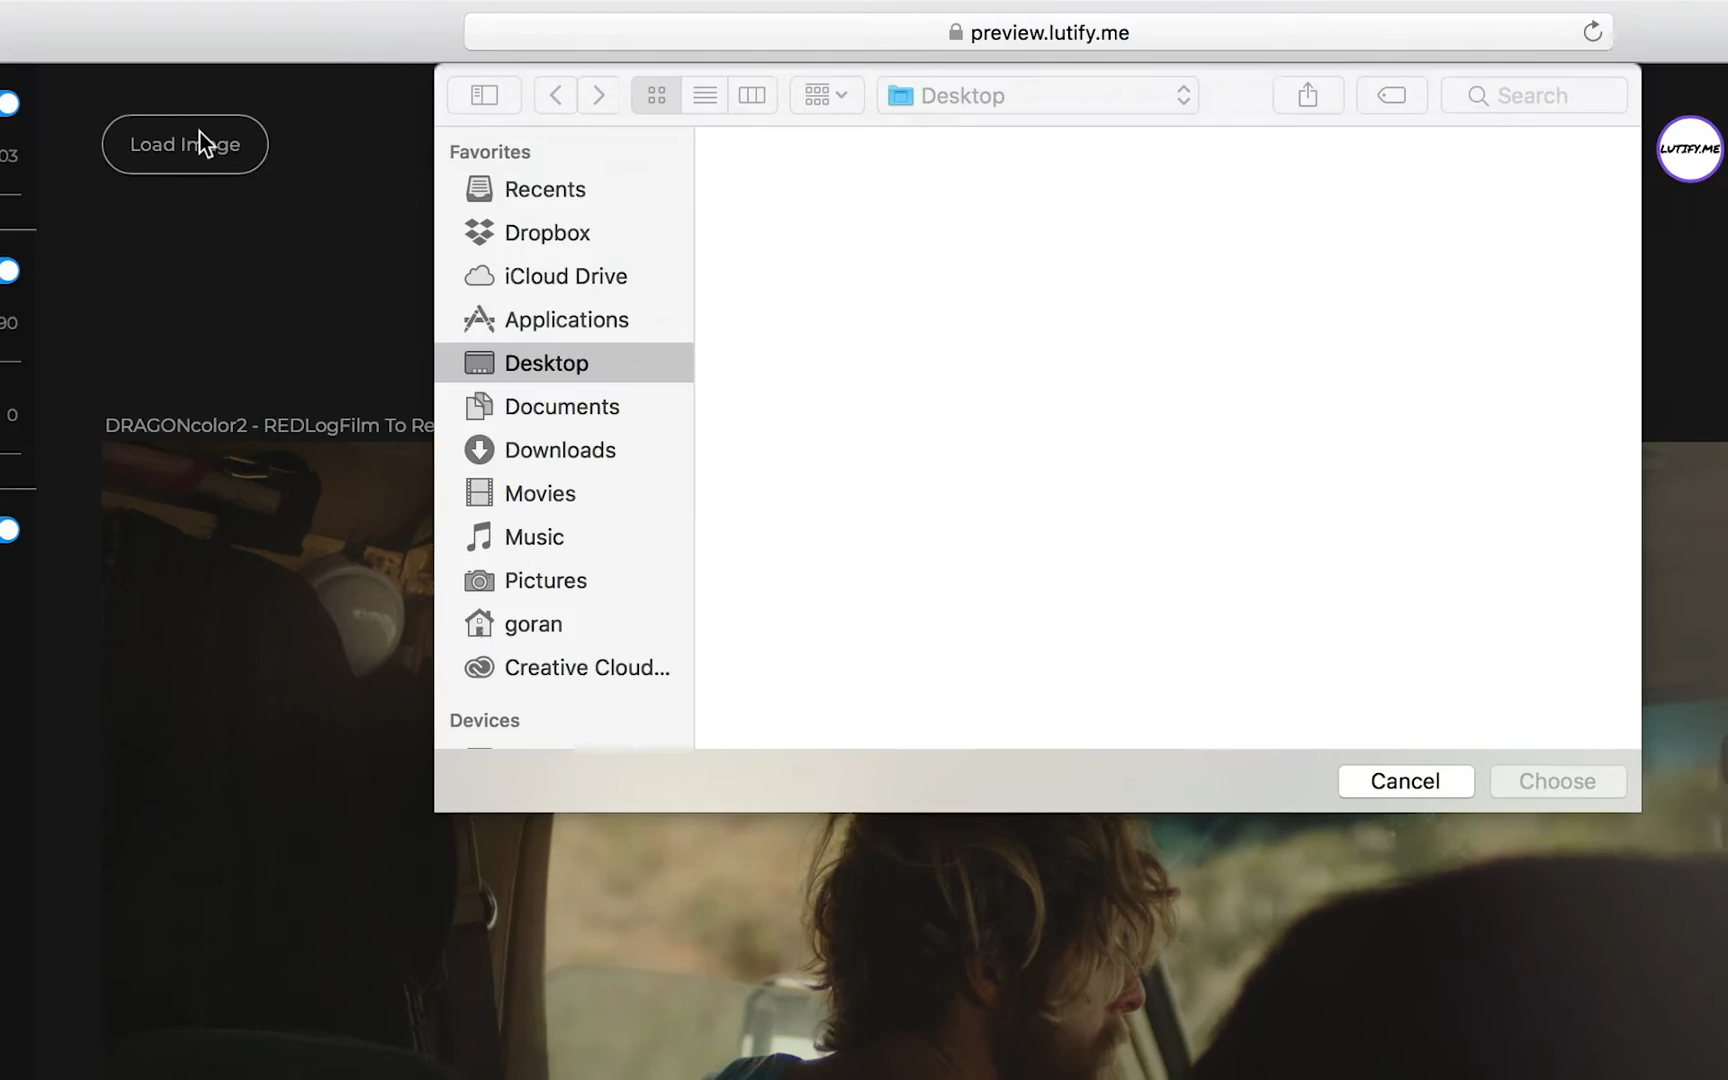 preview.lutify.me
Desktop
Search
03
Load Image
LUTIFY.ME
Favorites
Recents
Dropbox
iCloud Drive
90
Applications
Desktop
0
Documents
DRAGONcolor2 - REDLogFilm To Re
Downloads
Movies
Music
Pictures
goran
Creative Cloud...
Devices
Cancel
Choose